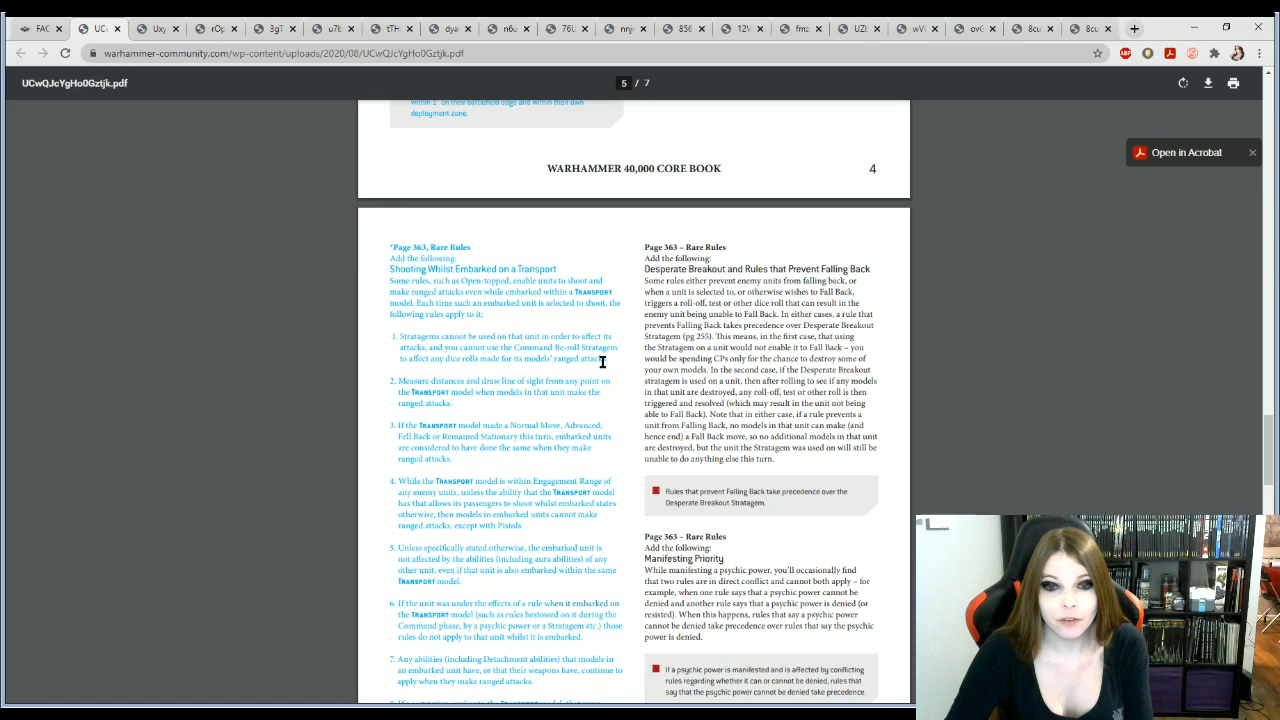 FAC
UCv
Uxy
rOp
3gT
u7b
tTH
dya
n6u
76U
nnjr
856
t2V
fmz
UZI
wVi
ov0
8cu
8cu
warhammer-community.com/wp-content/uploads/2020/08/UCwQJcYgHo0Gztjk.pdf
ABP
UCwQJcYgHo0Gztjk.pdf
5 / 7
Open in Acrobat
within 1" on their battlefield edge and within their own
deployment zone.
WARHAMMER 40,000 CORE BOOK
4
*Page 363, Rare Rules
Add the following:
Shooting Whilst Embarked on a Transport
Some rules, such as Open-topped, enable units to shoot and
make ranged attacks even while embarked within a TRANSPORT
model. Each time such an embarked unit is selected to shoot, the
following rules apply to it:
1. Stratagems cannot be used on that unit in order to affect its
attacks, and you cannot use the Command Re-roll Stratagem
to affect any dice rolls made for its models' ranged attacks.
2. Measure distances and draw line of sight from any point on
the TRANSPORT model when models in that unit make the
ranged attacks.
3. If the TRANSPORT model made a Normal Move, Advanced,
Fell Back or Remained Stationary this turn, embarked units
are considered to have done the same when they make
ranged attacks.
4. While the TRANSPORT model is within Engagement Range of
any enemy units, unless the ability that the TRANSPORT model
has that allows its passengers to shoot whilst embarked states
otherwise, then models in embarked units cannot make
ranged attacks, except with Pistols.
5. Unless specifically stated otherwise, the embarked unit is
not affected by the abilities (including aura abilities) of any
other unit, even if that unit is also embarked within the same
TRANSPORT model.
6. If the unit was under the effects of a rule when it embarked on
the TRANSPORT model (such as rules bestowed on it during the
Command phase, by a psychic power or a Stratagem etc.) those
rules do not apply to that unit whilst it is embarked.
7. Any abilities (including Detachment abilities) that models in
an embarked unit have, or that their weapons have, continue to
apply when they make ranged attacks.
Page 363 – Rare Rules
Add the following:
Desperate Breakout and Rules that Prevent Falling Back
Some rules either prevent enemy units from falling back, or
when a unit is selected to, or otherwise wishes to Fall Back,
triggers a roll-off, test or other dice roll that can result in the
enemy unit being unable to Fall Back. In either cases, a rule that
prevents Falling Back takes precedence over Desperate Breakout
Stratagem (pg 255). This means, in the first case, that using
the Stratagem on a unit would not enable it to Fall Back – you
would be spending CPs only for the chance to destroy some of
your own models. In the second case, if the Desperate Breakout
stratagem is used on a unit, then after rolling to see if any models
in that unit are destroyed, any roll-off, test or other roll is then
triggered and resolved (which may result in the unit not being
able to Fall Back). Note that in either case, if a rule prevents a
unit from Falling Back, no models in that unit can make (and
hence end) a Fall Back move, so no additional models in that unit
are destroyed, but the unit the Stratagem was used on will still be
unable to do anything else this turn.
Rules that prevent Falling Back take precedence over the
Desperate Breakout Stratagem.
Page 363 – Rare Rules
Add the following:
Manifesting Priority
While manifesting a psychic power, you'll occasionally find
that two rules are in direct conflict and cannot both apply – for
example, when one rule says that a psychic power cannot be
denied and another rule says that a psychic power is denied (or
resisted). When this happens, rules that say a psychic power
cannot be denied take precedence over rules that say the psychic
power is denied.
If a psychic power is manifested and is affected by conflicting
rules regarding whether it can or cannot be denied, rules that
say that the psychic power cannot be denied take precedence.